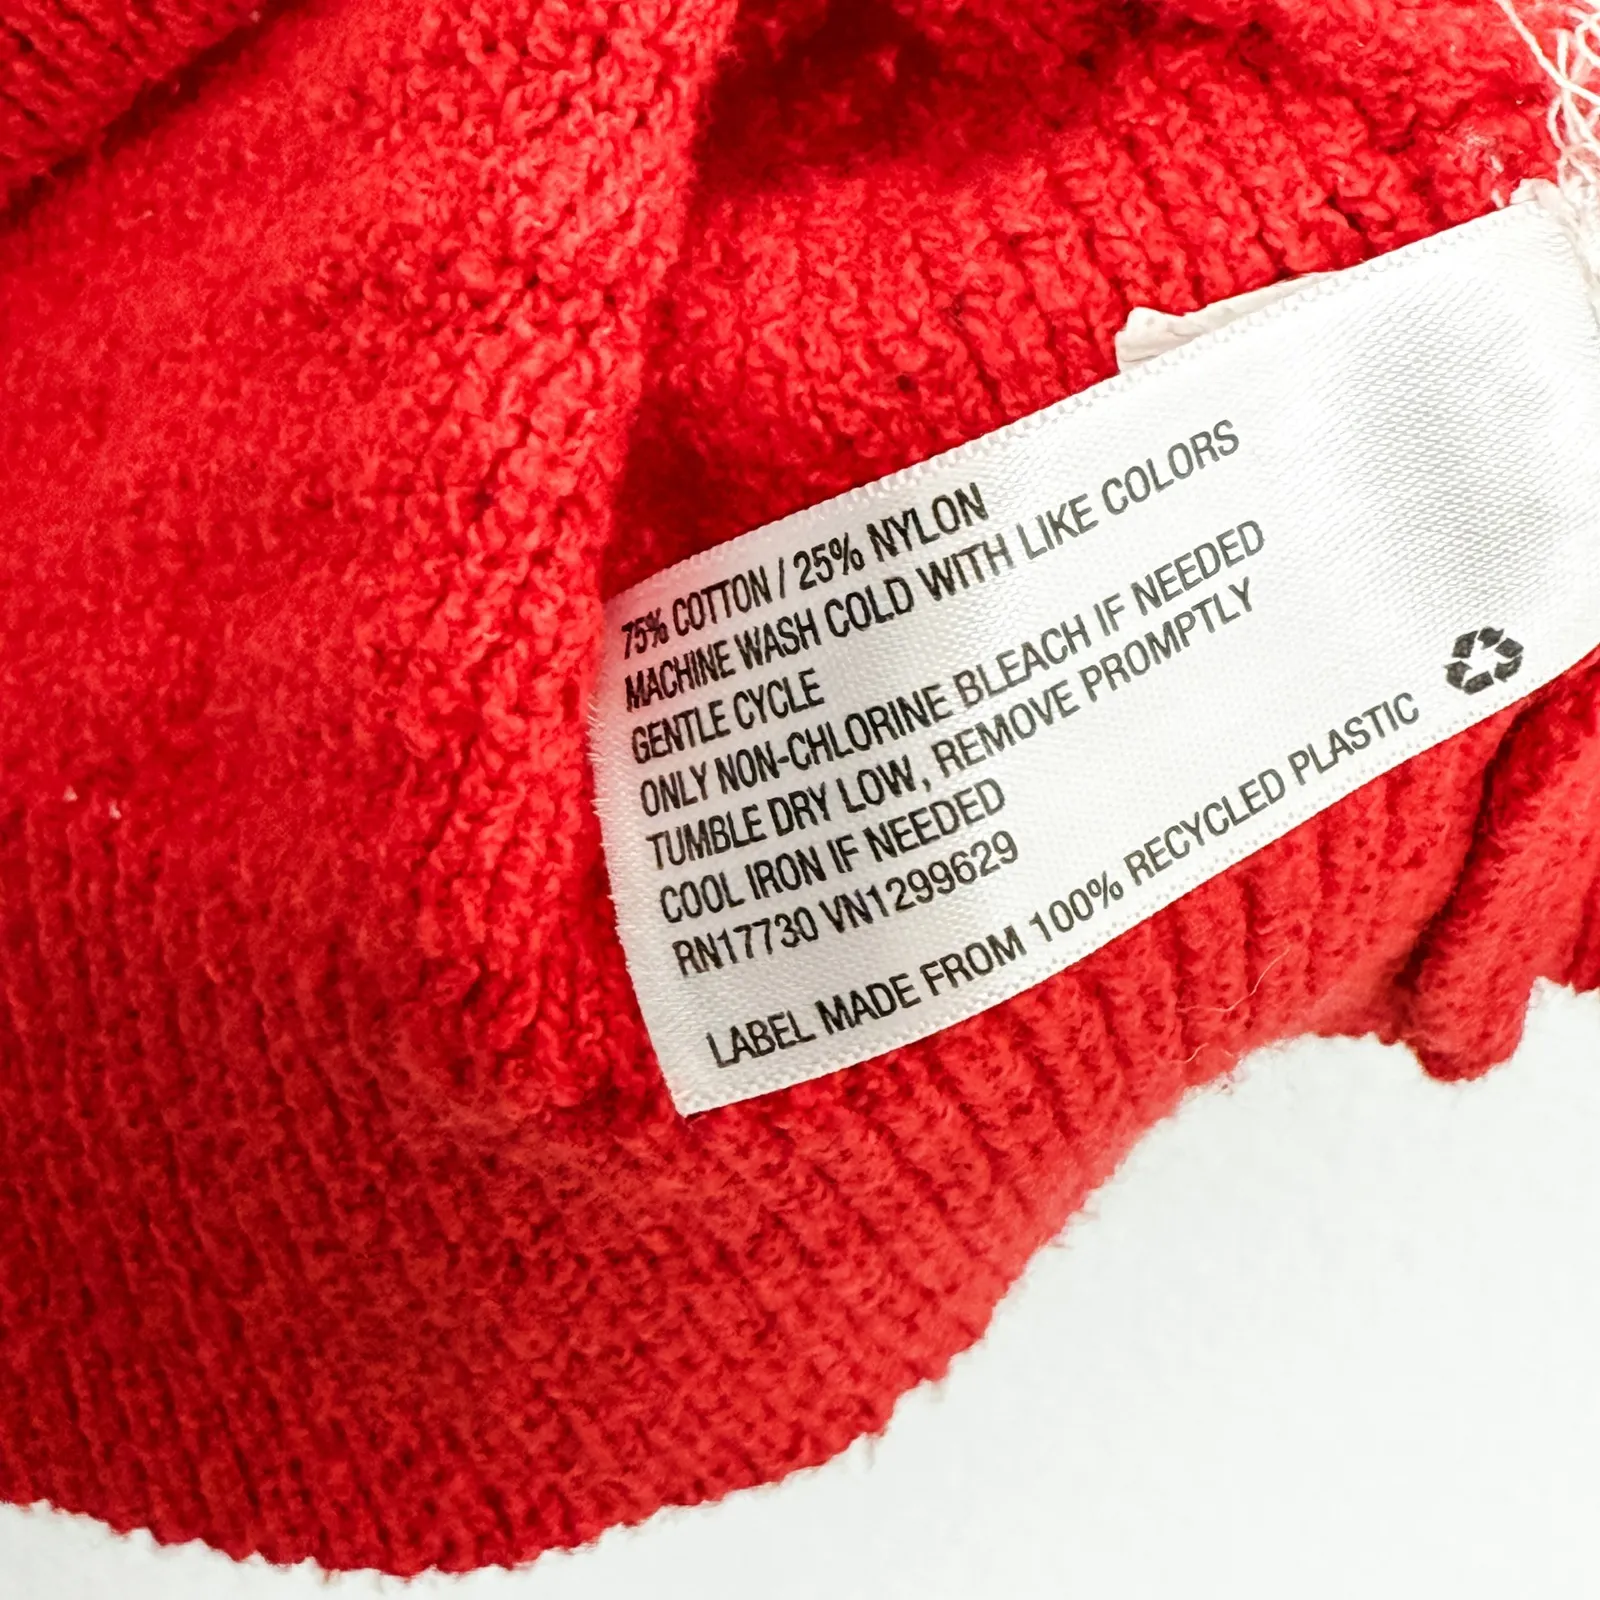 75% COTTON / 25% NYLON
MACHINE WASH COLD WITH LIKE COLORS
GENTLE CYCLE
ONLY NON-CHLORINE BLEACH IF NEEDED
TUMBLE DRY LOW, REMOVE PROMPTLY
COOL IRON IF NEEDED
RN17730 VN1299629
LABEL MADE FROM 100% RECYCLED PLASTIC